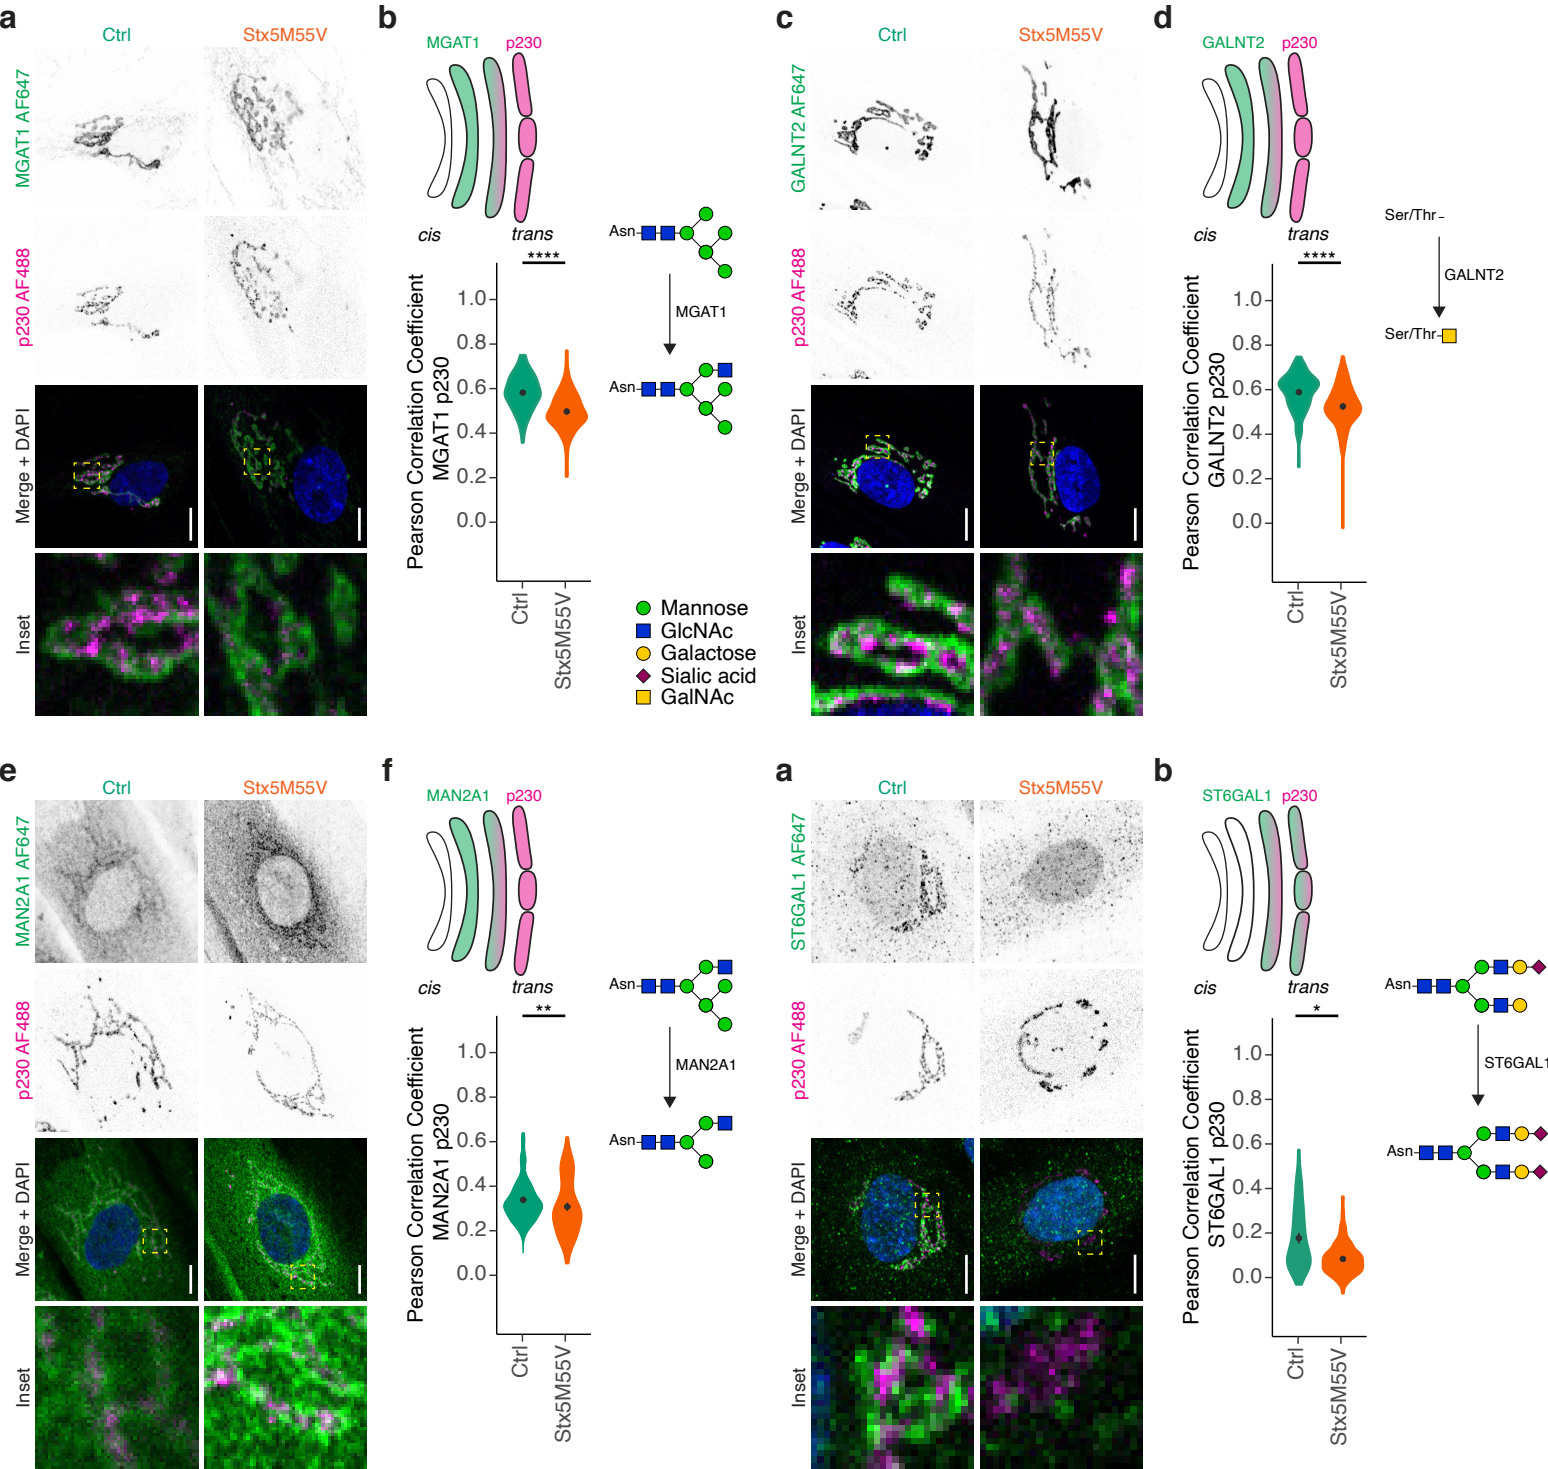 a
Ctrl
Stx5M55V
MGAT1 AF647
p230 AF488
Merge + DAPI
Inset
b
MGAT1
p230
cis
trans
****
Pearson Correlation Coefficient
MGAT1 p230
1.0
0.8
0.6
0.4
0.2
0.0
Ctrl
Stx5M55V
Asn
MGAT1
Asn
Mannose
GlcNAc
Galactose
Sialic acid
GalNAc
c
Ctrl
Stx5M55V
GALNT2 AF647
p230 AF488
Merge + DAPI
Inset
d
GALNT2
p230
cis
trans
****
Pearson Correlation Coefficient
GALNT2 p230
1.0
0.8
0.6
0.4
0.2
0.0
Ctrl
Stx5M55V
Ser/Thr
GALNT2
Ser/Thr
e
Ctrl
Stx5M55V
MAN2A1 AF647
p230 AF488
Merge + DAPI
Inset
f
MAN2A1
p230
cis
trans
**
Pearson Correlation Coefficient
MAN2A1 p230
1.0
0.8
0.6
0.4
0.2
0.0
Ctrl
Stx5M55V
Asn
MAN2A1
Asn
a
Ctrl
Stx5M55V
ST6GAL1 AF647
p230 AF488
Merge + DAPI
Inset
b
ST6GAL1
p230
cis
trans
*
Pearson Correlation Coefficient
ST6GAL1 p230
1.0
0.8
0.6
0.4
0.2
0.0
Ctrl
Stx5M55V
Asn
ST6GAL1
Asn